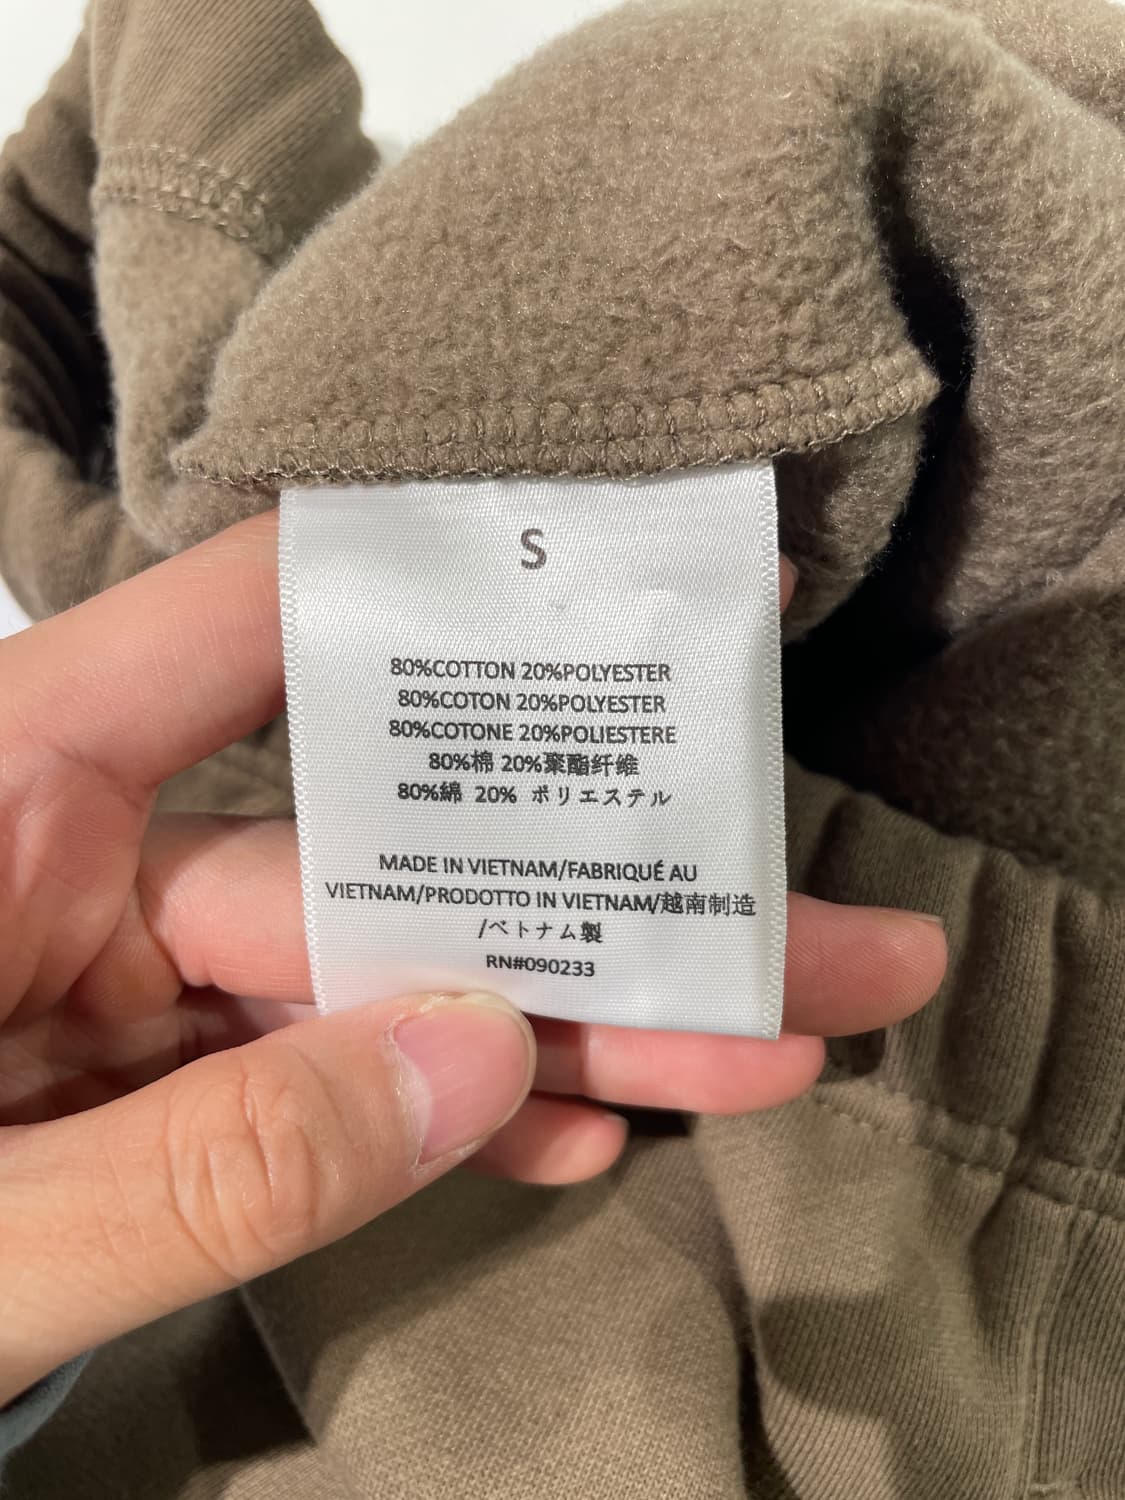 S
80%COTTON 20%POLYESTER
80%COTON 20%POLYESTER
80%COTONE 20%POLIESTERE
80%棉 20%聚酯纤维
80%綿 20% ポリエステル
MADE IN VIETNAM/FABRIQUÉ AU
VIETNAM/PRODOTTO IN VIETNAM/越南制造
/ベトナム製
RN#090233